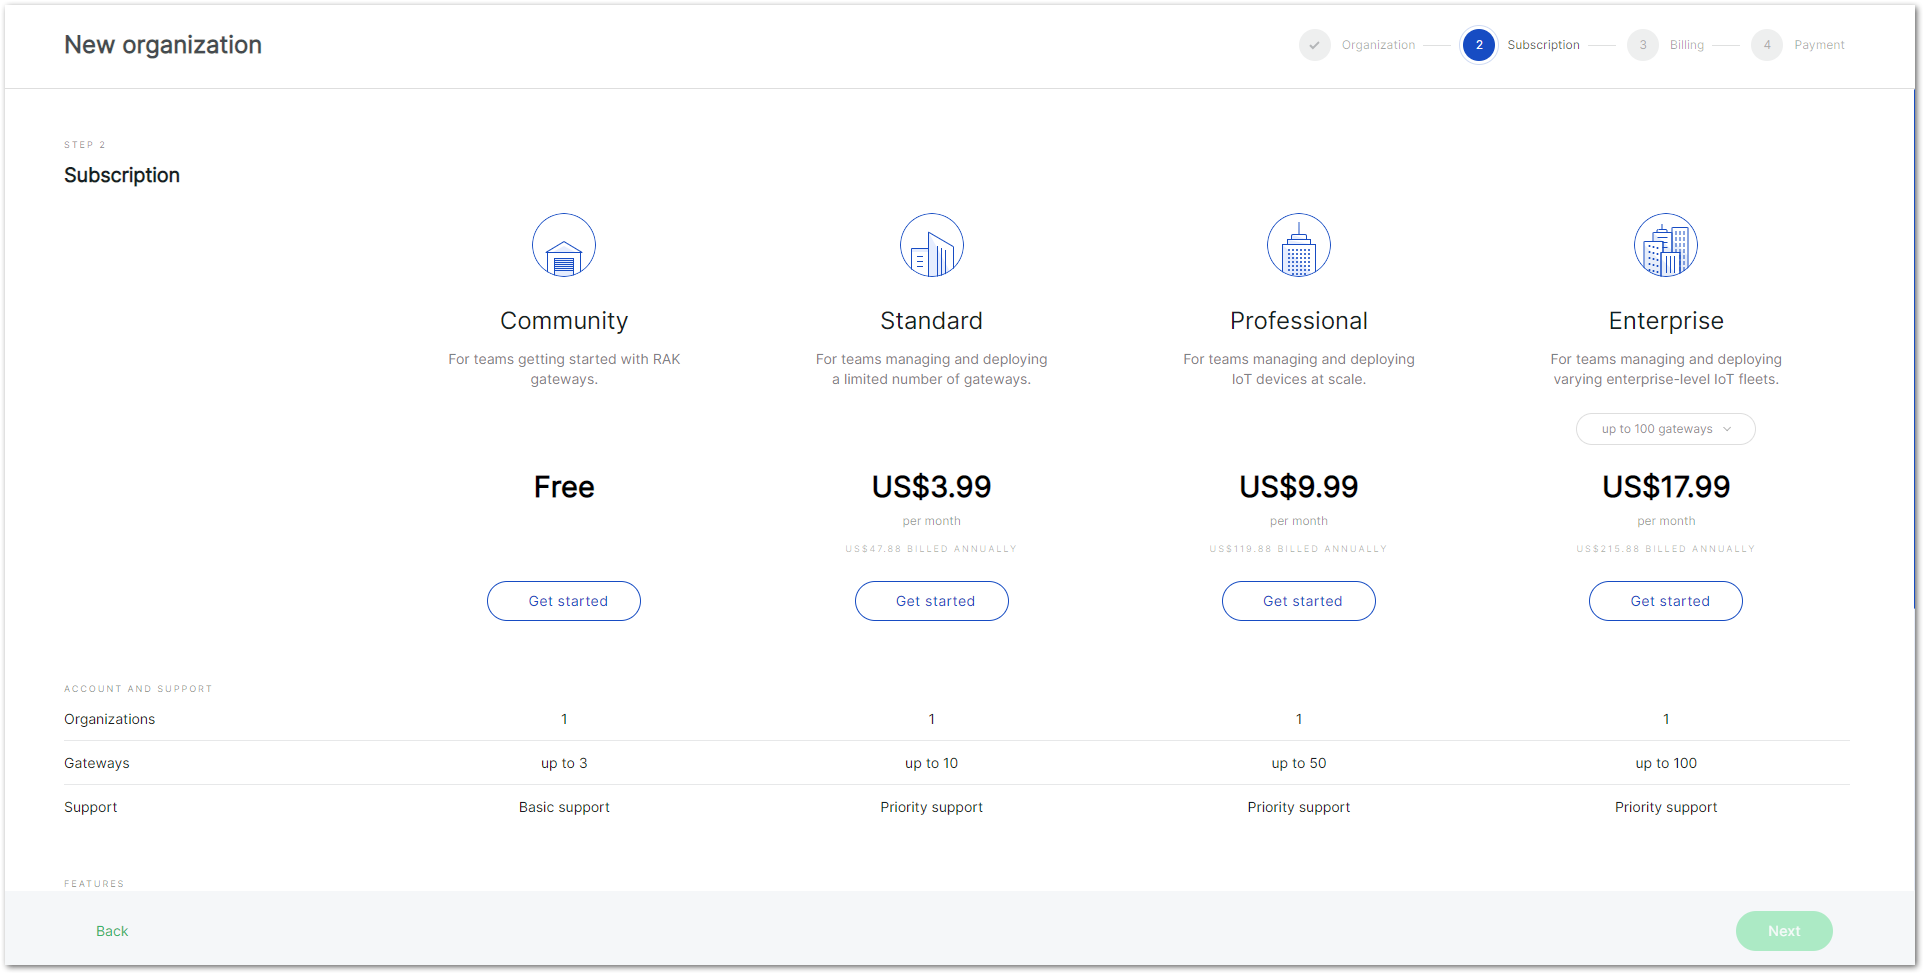 New organization
Organization
2 Subscription
3 Billing
4 Payment
STEP 2
Subscription
Community
For teams getting started with RAK
gateways.
Free
Get started
Standard
For teams managing and deploying
a limited number of gateways.
US$3.99
per month
US$47.88 BILLED ANNUALLY
Get started
Professional
For teams managing and deploying
IoT devices at scale.
US$9.99
per month
US$119.88 BILLED ANNUALLY
Get started
Enterprise
For teams managing and deploying
varying enterprise-level IoT fleets.
up to 100 gateways
US$17.99
per month
US$215.88 BILLED ANNUALLY
Get started
ACCOUNT AND SUPPORT
Organizations 1 1 1 1
Gateways up to 3 up to 10 up to 50 up to 100
Support Basic support Priority support Priority support Priority support
FEATURES
Back
Next